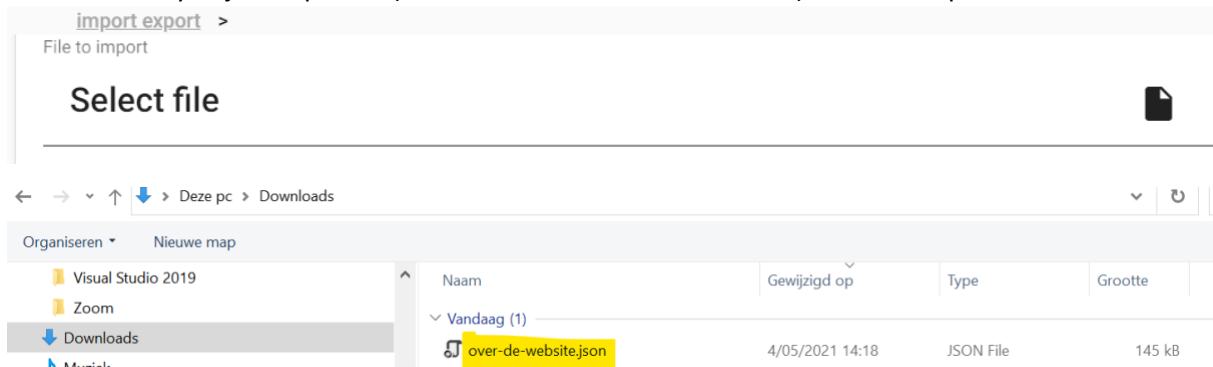 import export >
File to import
Select file
Deze pc > Downloads
Organiseren Nieuwe map
Visual Studio 2019
Naam Gewijzigd op Type Grootte
Zoom
Vandaag (1)
Downloads
over-de-website.json 4/05/2021 14:18 JSON File 145 kB